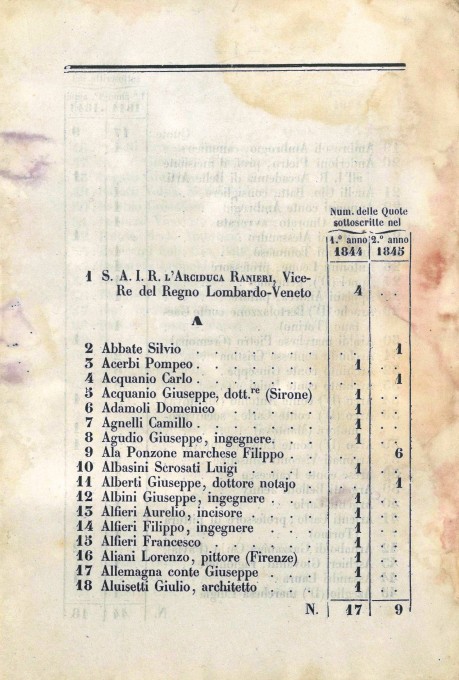 Num. delle Quote
sottoscritte nel
1.º anno 2.º anno
1844 1845
1 S. A. I. R. L'ARCIDUCA RANIERI, Vice-
Re del Regno Lombardo-Veneto 4 . .
A
2 Abbate Silvio . . . . . . . . . 1
3 Acerbi Pompeo . . . . . . . . 1 . .
4 Acquanio Carlo . . . . . . . . . . 1
5 Acquanio Giuseppe, dott.re (Sirone) 1 . .
6 Adamoli Domenico . . . . . . 1 . .
7 Agnelli Camillo . . . . . . . 1 . .
8 Agudio Giuseppe, ingegnere. . . . 1 . .
9 Ala Ponzone marchese Filippo . . . . 6
10 Albasini Scrosati Luigi . . . . . 1 . .
11 Alberti Giuseppe, dottore notajo . . . . 1
12 Albini Giuseppe, ingegnere . . . . 1 . .
13 Alfieri Aurelio, incisore . . . . 1 . .
14 Alfieri Filippo, ingegnere . . . . 1 . .
15 Alfieri Francesco . . . . . . 1 . .
16 Aliani Lorenzo, pittore (Firenze) . . 1 . .
17 Allemagna conte Giuseppe . . . . 1 . .
18 Aluisetti Giulio, architetto . . . . 1 . .
N. 17 9